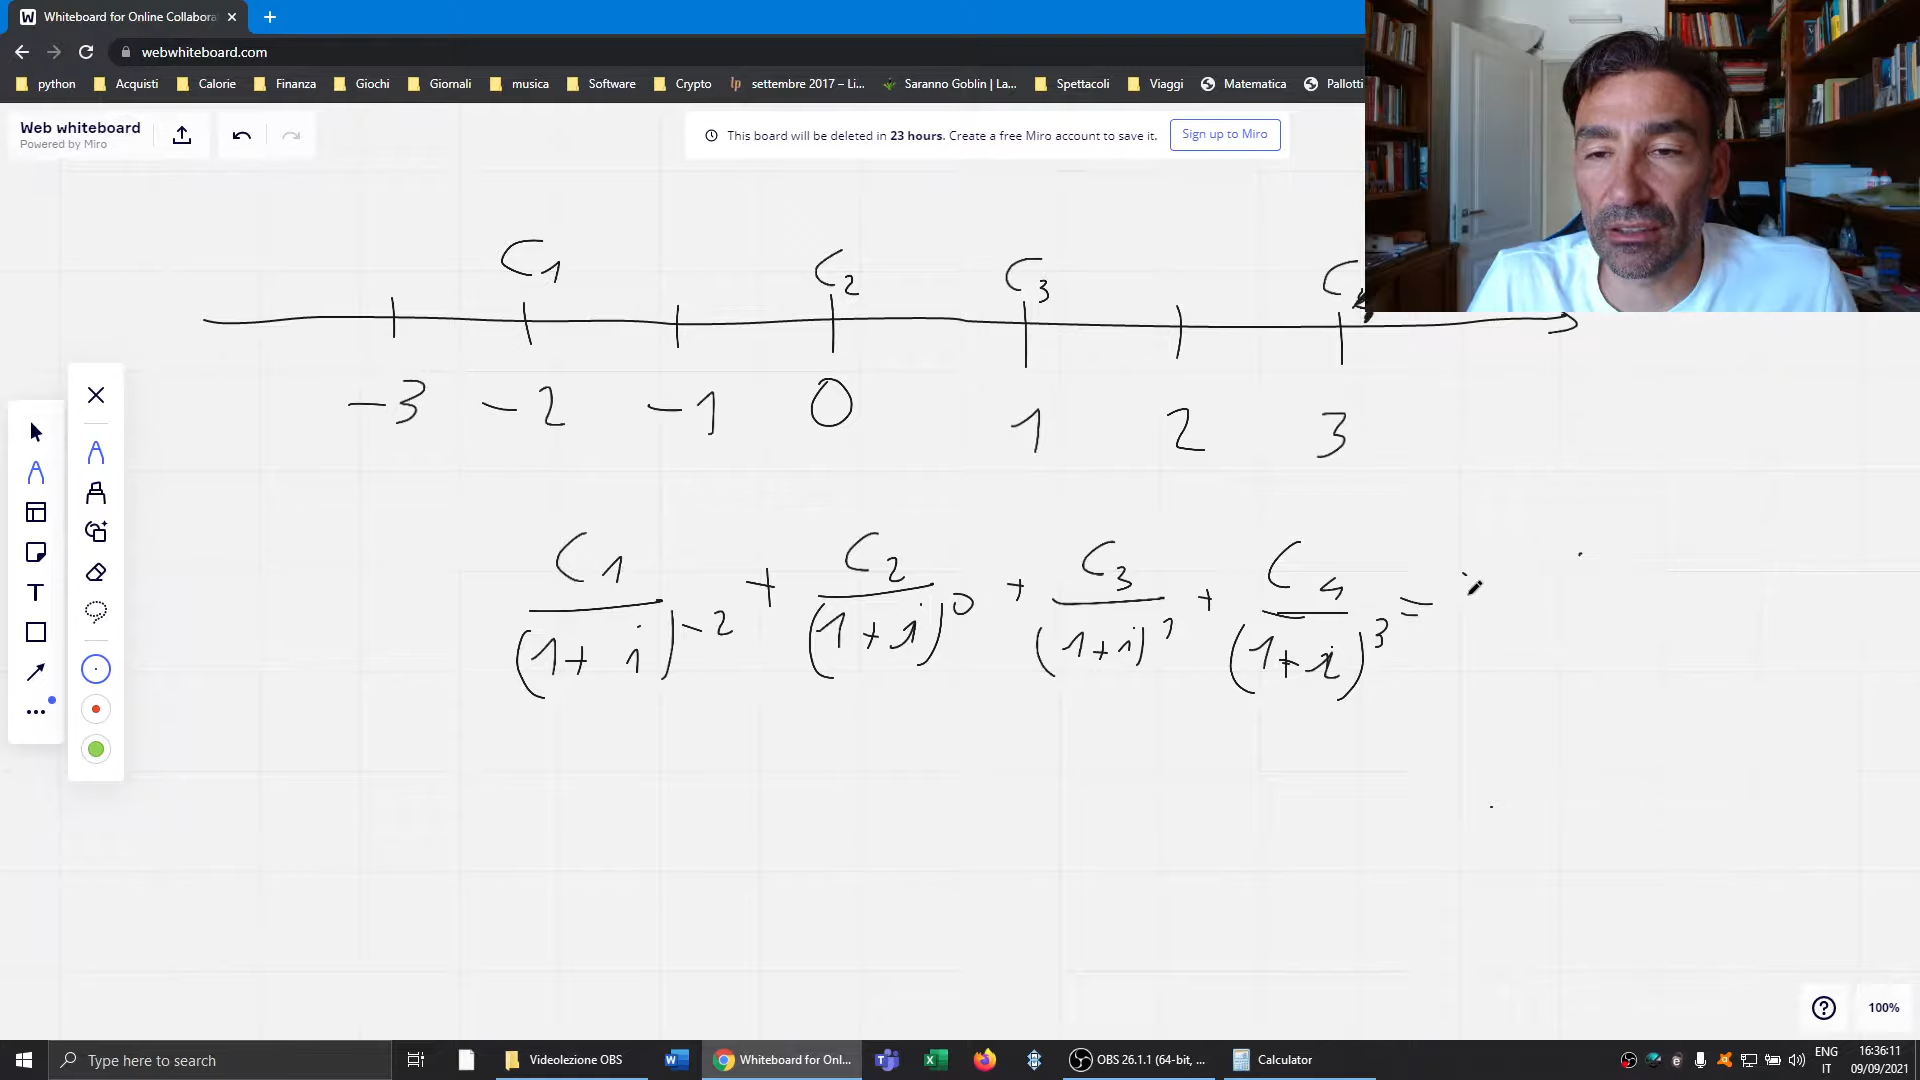 Whiteboard for Online Collabora
webwhiteboard.com
python Acquisti Calorie Finanza Giochi Giornali musica Software Crypto settembre 2017 – Li... Saranno Goblin | La... Spettacoli Viaggi Matematica Pallotti
Web whiteboard
Powered by Miro
This board will be deleted in 23 hours. Create a free Miro account to save it. Sign up to Miro
C1 C2 C3 C
-3 -2 -1 0 1 2 3
C1 + C2 + C3 + C4 =
(1+i)^-2 (1+i)^0 (1+i)^1 (1+i)^3
T
100%
Type here to search
Videolezione OBS
Whiteboard for Onl...
OBS 26.1.1 (64-bit, ...
Calculator
ENG
IT
16:36:11
09/09/2021